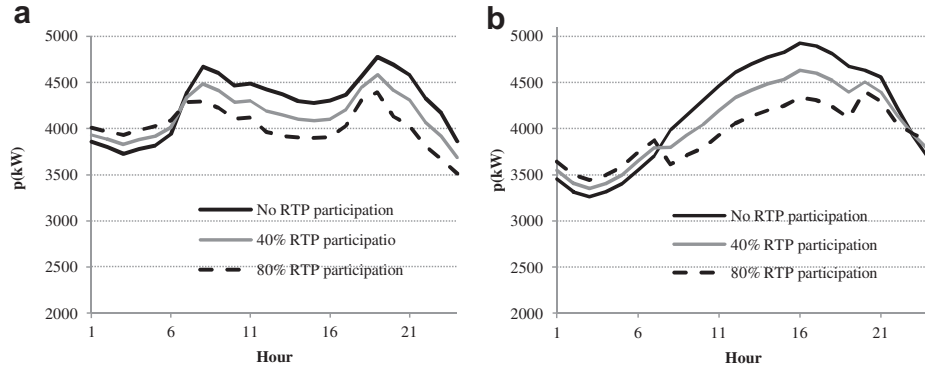 a
5000
4500
4000
3500
3000
2500
2000
p(kW)
No RTP participation
40% RTP participatio
80% RTP participation
1 6 11 16 21
Hour
b
5000
4500
4000
3500
3000
2500
2000
p(kW)
No RTP participation
40% RTP participation
80% RTP participation
1 6 11 16 21
Hour